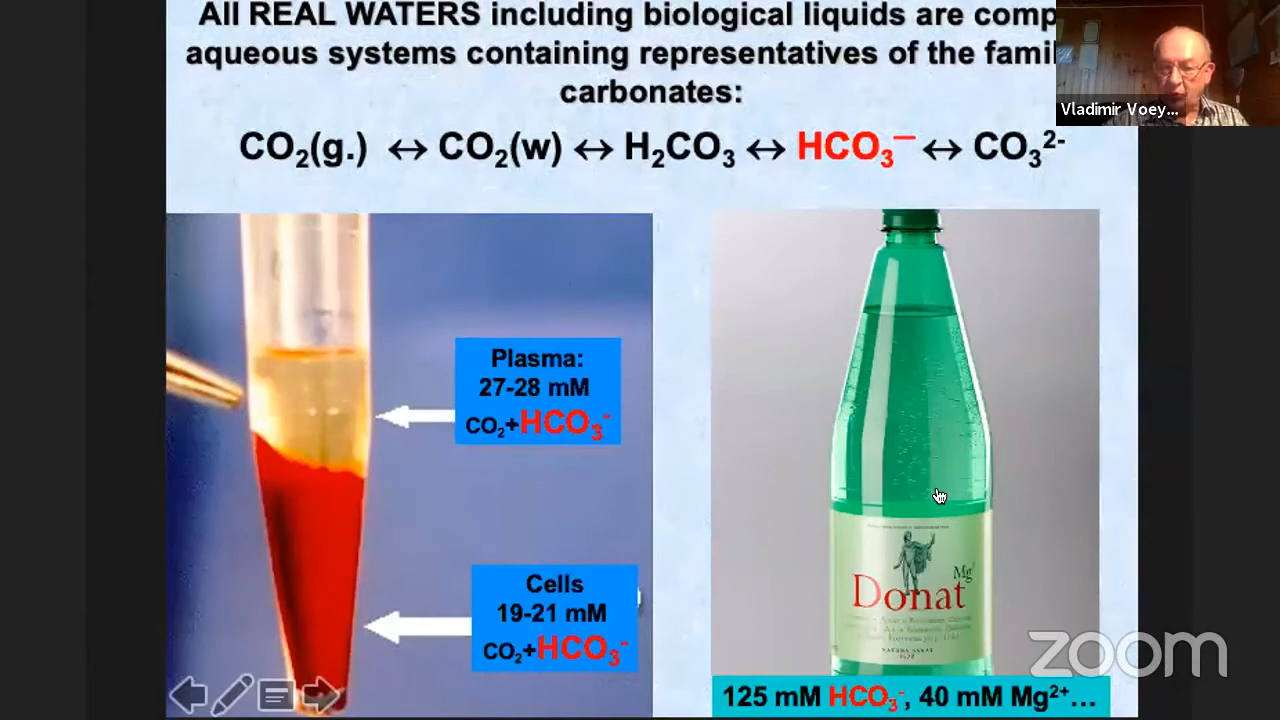 All REAL WATERS including biological liquids are comp
aqueous systems containing representatives of the famil
carbonates:
CO₂(g.) ↔ CO₂(w) ↔ H₂CO₃ ↔ HCO₃⁻ ↔ CO₃²⁻
Vladimir Voey...
Plasma:
27-28 mM
CO₂+HCO₃⁻
Cells
19-21 mM
CO₂+HCO₃⁻
Donat Mg
125 mM HCO₃⁻, 40 mM Mg²⁺...
zoom